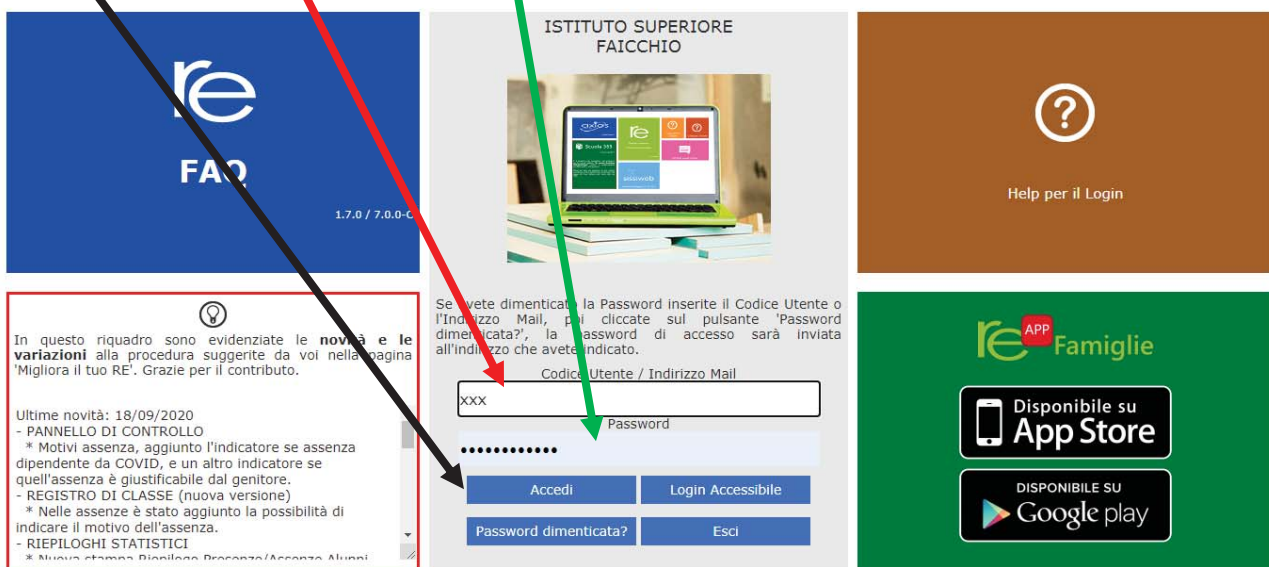 re
FAQ
1.7.0 / 7.0.0-C
In questo riquadro sono evidenziate le novità e le
variazioni alla procedura suggerite da voi nella pagina
'Migliora il tuo RE'. Grazie per il contributo.
Ultime novità: 18/09/2020
- PANNELLO DI CONTROLLO
* Motivi assenza, aggiunto l'indicatore se assenza
dipendente da COVID, e un altro indicatore se
quell'assenza è giustificabile dal genitore.
- REGISTRO DI CLASSE (nuova versione)
* Nelle assenze è stato aggiunto la possibilità di
indicare il motivo dell'assenza.
- RIEPILOGHI STATISTICI
* Nuova stampa Riepilogo Presenze/Assenze Alunni
ISTITUTO SUPERIORE
FAICCHIO
axios
re
Scuola 365
sissiweb
Se avete dimenticato la Password inserite il Codice Utente o
l'Indirizzo Mail, poi cliccate sul pulsante 'Password
dimenticata?', la password di accesso sarà inviata
all'indirizzo che avete indicato.
Codice Utente / Indirizzo Mail
xxx
Password
••••••••••••
Accedi
Login Accessibile
Password dimenticata?
Esci
?
Help per il Login
re APP Famiglie
Disponibile su
App Store
DISPONIBILE SU
Google play